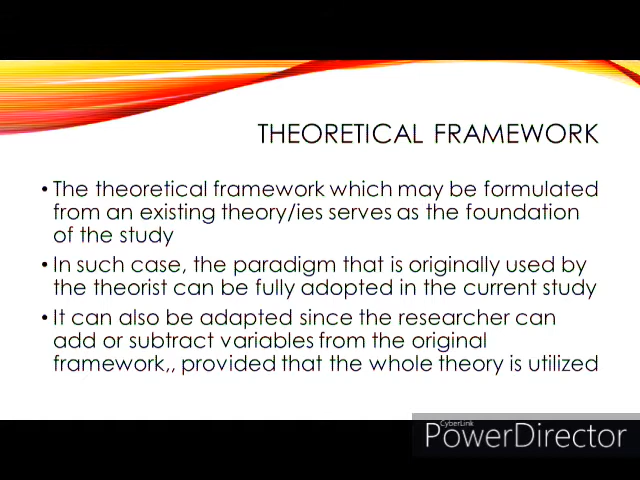 THEORETICAL FRAMEWORK
• The theoretical framework which may be formulated
from an existing theory/ies serves as the foundation
of the study
• In such case, the paradigm that is originally used by
the theorist can be fully adopted in the current study
• It can also be adapted since the researcher can
add or subtract variables from the original
framework,, provided that the whole theory is utilized
CyberLink
PowerDirector